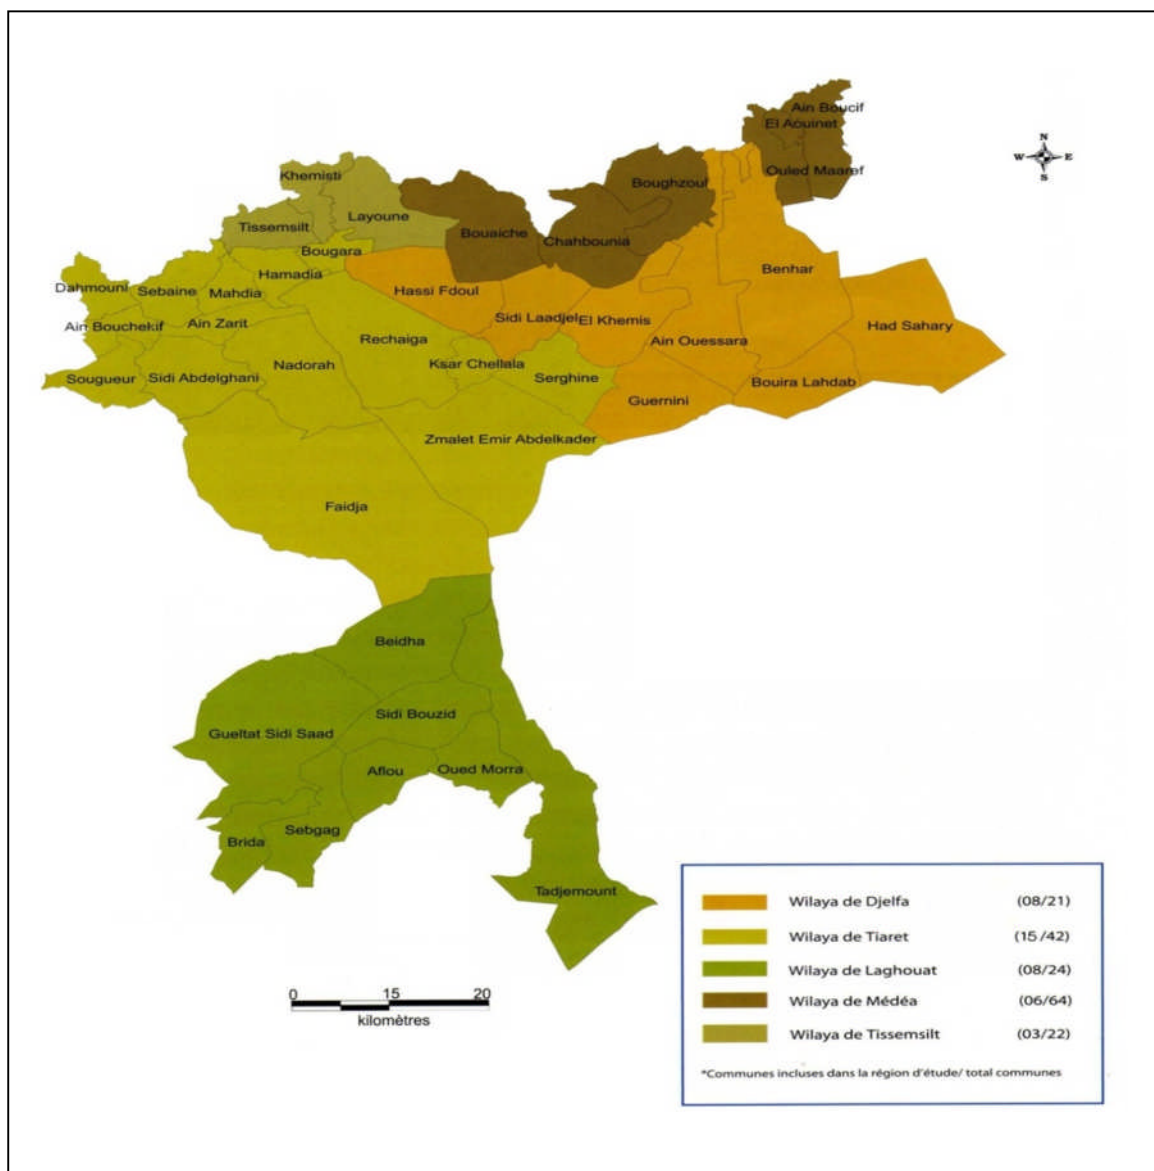 Ain Boucif
El Aouinet
N
W E
S
Ouled Maaref
Khemisti
Boughzoul
Layoune
Tissemsilt
Bouaiche
Chahbounia
Bougara
Benhar
Hamadia
Dahmouni
Sebaine
Mahdia
Hassi Fdoul
Sidi Laadjel
El Khemis
Had Sahary
Ain Bouchekif
Ain Zarit
Rechaiga
Ain Ouessara
Nadorah
Ksar Chellala
Sougueur
Sidi Abdelghani
Serghine
Bouira Lahdab
Guernini
Zmalet Emir Abdelkader
Faidja
Beidha
Sidi Bouzid
Gueltat Sidi Saad
Aflou
Oued Morra
Sebgag
Brida
Tadjemount
0 15 20
kilomètres
Wilaya de Djelfa (08/21)
Wilaya de Tiaret (15/42)
Wilaya de Laghouat (08/24)
Wilaya de Médéa (06/64)
Wilaya de Tissemsilt (03/22)
*Communes incluses dans la région d'étude/ total communes